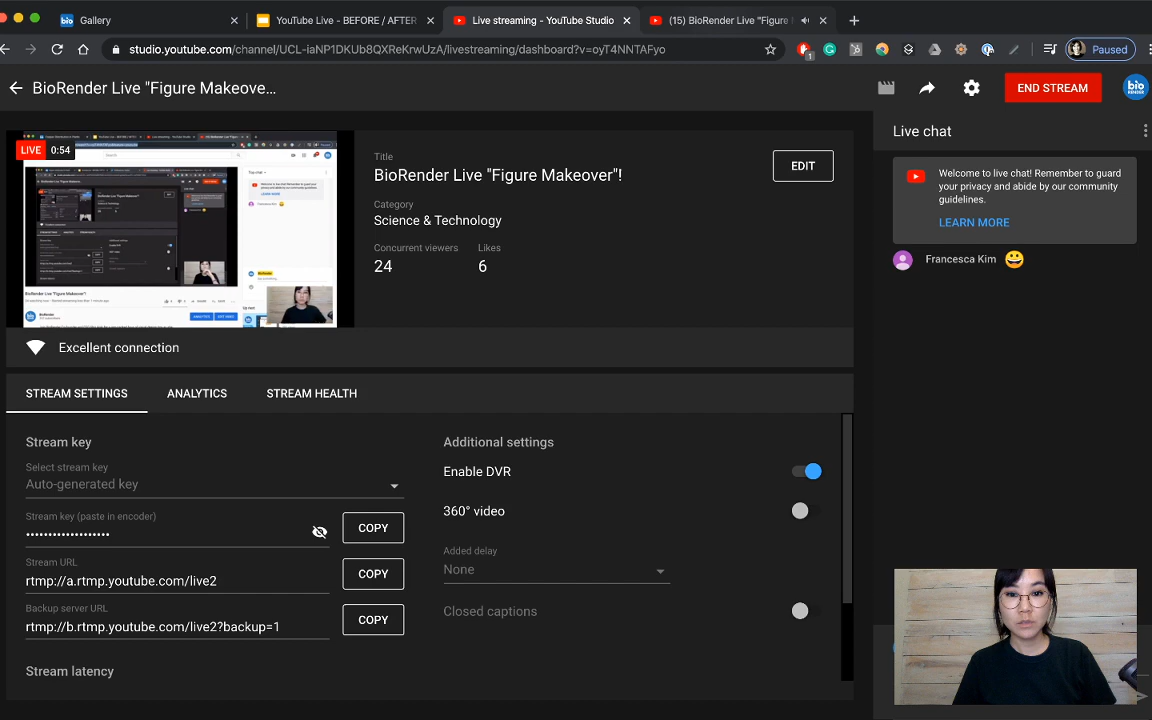 bio Gallery
YouTube Live - BEFORE / AFTER
Live streaming - YouTube Studio
(15) BioRender Live "Figure
studio.youtube.com/channel/UCL-iaNP1DKUb8QXReKrwUzA/livestreaming/dashboard?v=oyT4NNTAFyo
1
Paused
BioRender Live "Figure Makeove...
END STREAM
bio
RENDER
LIVE 0:54
Title
BioRender Live "Figure Makeover"!
EDIT
Category
Science & Technology
Concurrent viewers Likes
24 6
Excellent connection
STREAM SETTINGS ANALYTICS STREAM HEALTH
Stream key
Select stream key
Auto-generated key
Stream key (paste in encoder)
•••••••••••••••••••
COPY
Stream URL
rtmp://a.rtmp.youtube.com/live2
COPY
Backup server URL
rtmp://b.rtmp.youtube.com/live2?backup=1
COPY
Stream latency
Additional settings
Enable DVR
360° video
Added delay
None
Closed captions
Live chat
Welcome to live chat! Remember to guard
your privacy and abide by our community
guidelines.
LEARN MORE
Francesca Kim